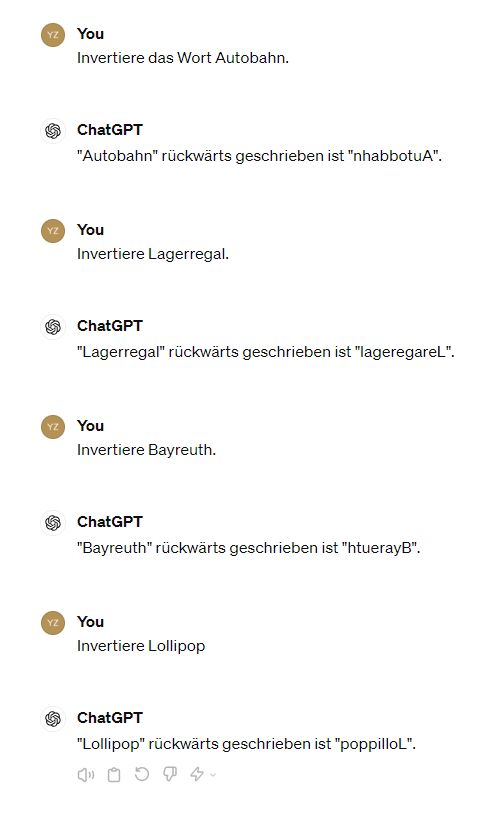 YZ You
Invertiere das Wort Autobahn.
ChatGPT
"Autobahn" rückwärts geschrieben ist "nhabbotuA".
YZ You
Invertiere Lagerregal.
ChatGPT
"Lagerregal" rückwärts geschrieben ist "lageregareL".
YZ You
Invertiere Bayreuth.
ChatGPT
"Bayreuth" rückwärts geschrieben ist "htuerayB".
YZ You
Invertiere Lollipop
ChatGPT
"Lollipop" rückwärts geschrieben ist "poppilloL".